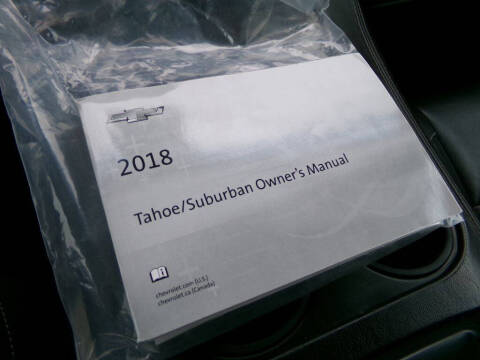 2018
Tahoe/Suburban Owner's Manual
chevrolet.com (U.S.)
chevrolet.ca (Canada)